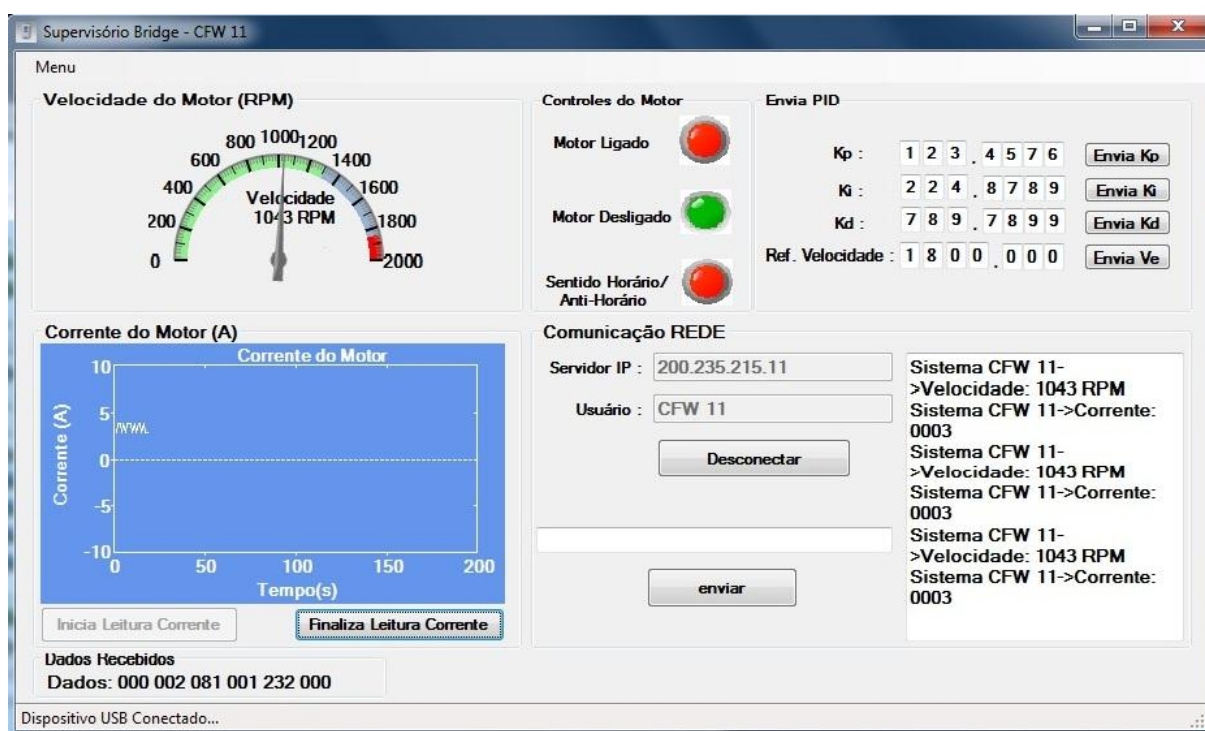 Supervisório Bridge - CFW 11
Menu
Velocidade do Motor (RPM)
0
200
400
600
800
1000
1200
1400
1600
1800
2000
Velocidade
1043 RPM
Controles do Motor
Motor Ligado
Motor Desligado
Sentido Horário/
Anti-Horário
Envia PID
Kp : 1 2 3 . 4 5 7 6 Envia Kp
Ki : 2 2 4 . 8 7 8 9 Envia Ki
Kd : 7 8 9 . 7 8 9 9 Envia Kd
Ref. Velocidade : 1 8 0 0 . 0 0 0 Envia Ve
Corrente do Motor (A)
Corrente do Motor
Corrente (A)
10
5
0
-5
-10
0 50 100 150 200
Tempo(s)
Inicia Leitura Corrente Finaliza Leitura Corrente
Comunicação REDE
Servidor IP : 200.235.215.11
Usuário : CFW 11
Desconectar
enviar
Sistema CFW 11-
>Velocidade: 1043 RPM
Sistema CFW 11->Corrente:
0003
Sistema CFW 11-
>Velocidade: 1043 RPM
Sistema CFW 11->Corrente:
0003
Sistema CFW 11-
>Velocidade: 1043 RPM
Sistema CFW 11->Corrente:
0003
Dados Recebidos
Dados: 000 002 081 001 232 000
Dispositivo USB Conectado...